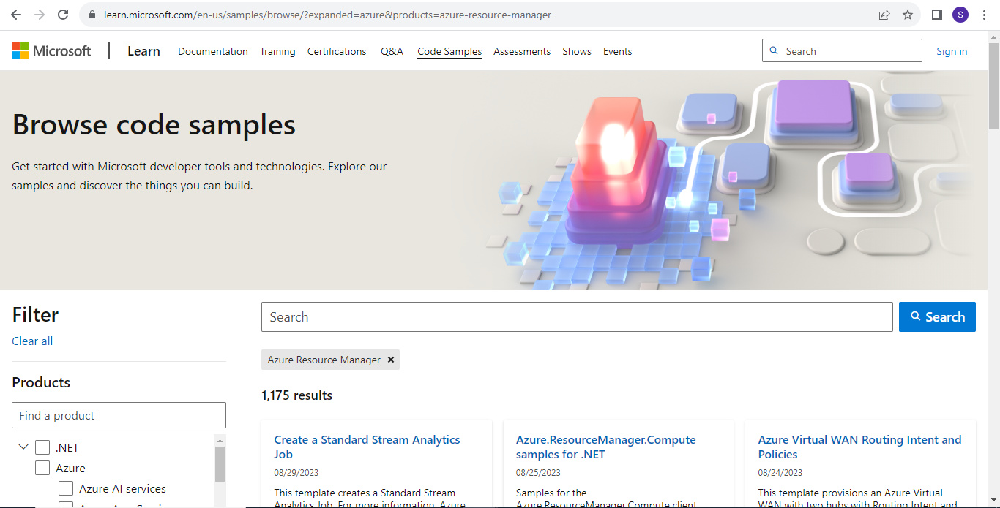 learn.microsoft.com/en-us/samples/browse/?expanded=azure&products=azure-resource-manager
S
Microsoft
Learn
Documentation
Training
Certifications
Q&A
Code Samples
Assessments
Shows
Events
Search
Sign in
Browse code samples
Get started with Microsoft developer tools and technologies. Explore our
samples and discover the things you can build.
Filter
Clear all
Products
Find a product
.NET
Azure
Azure AI services
Search
Search
Azure Resource Manager
1,175 results
Create a Standard Stream Analytics
Job
08/29/2023
This template creates a Standard Stream
Analytics Job. For more information, Azure
Azure.ResourceManager.Compute
samples for .NET
08/25/2023
Samples for the
Azure.ResourceManager.Compute client
Azure Virtual WAN Routing Intent and
Policies
08/24/2023
This template provisions an Azure Virtual
WAN with two hubs with Routing Intent and